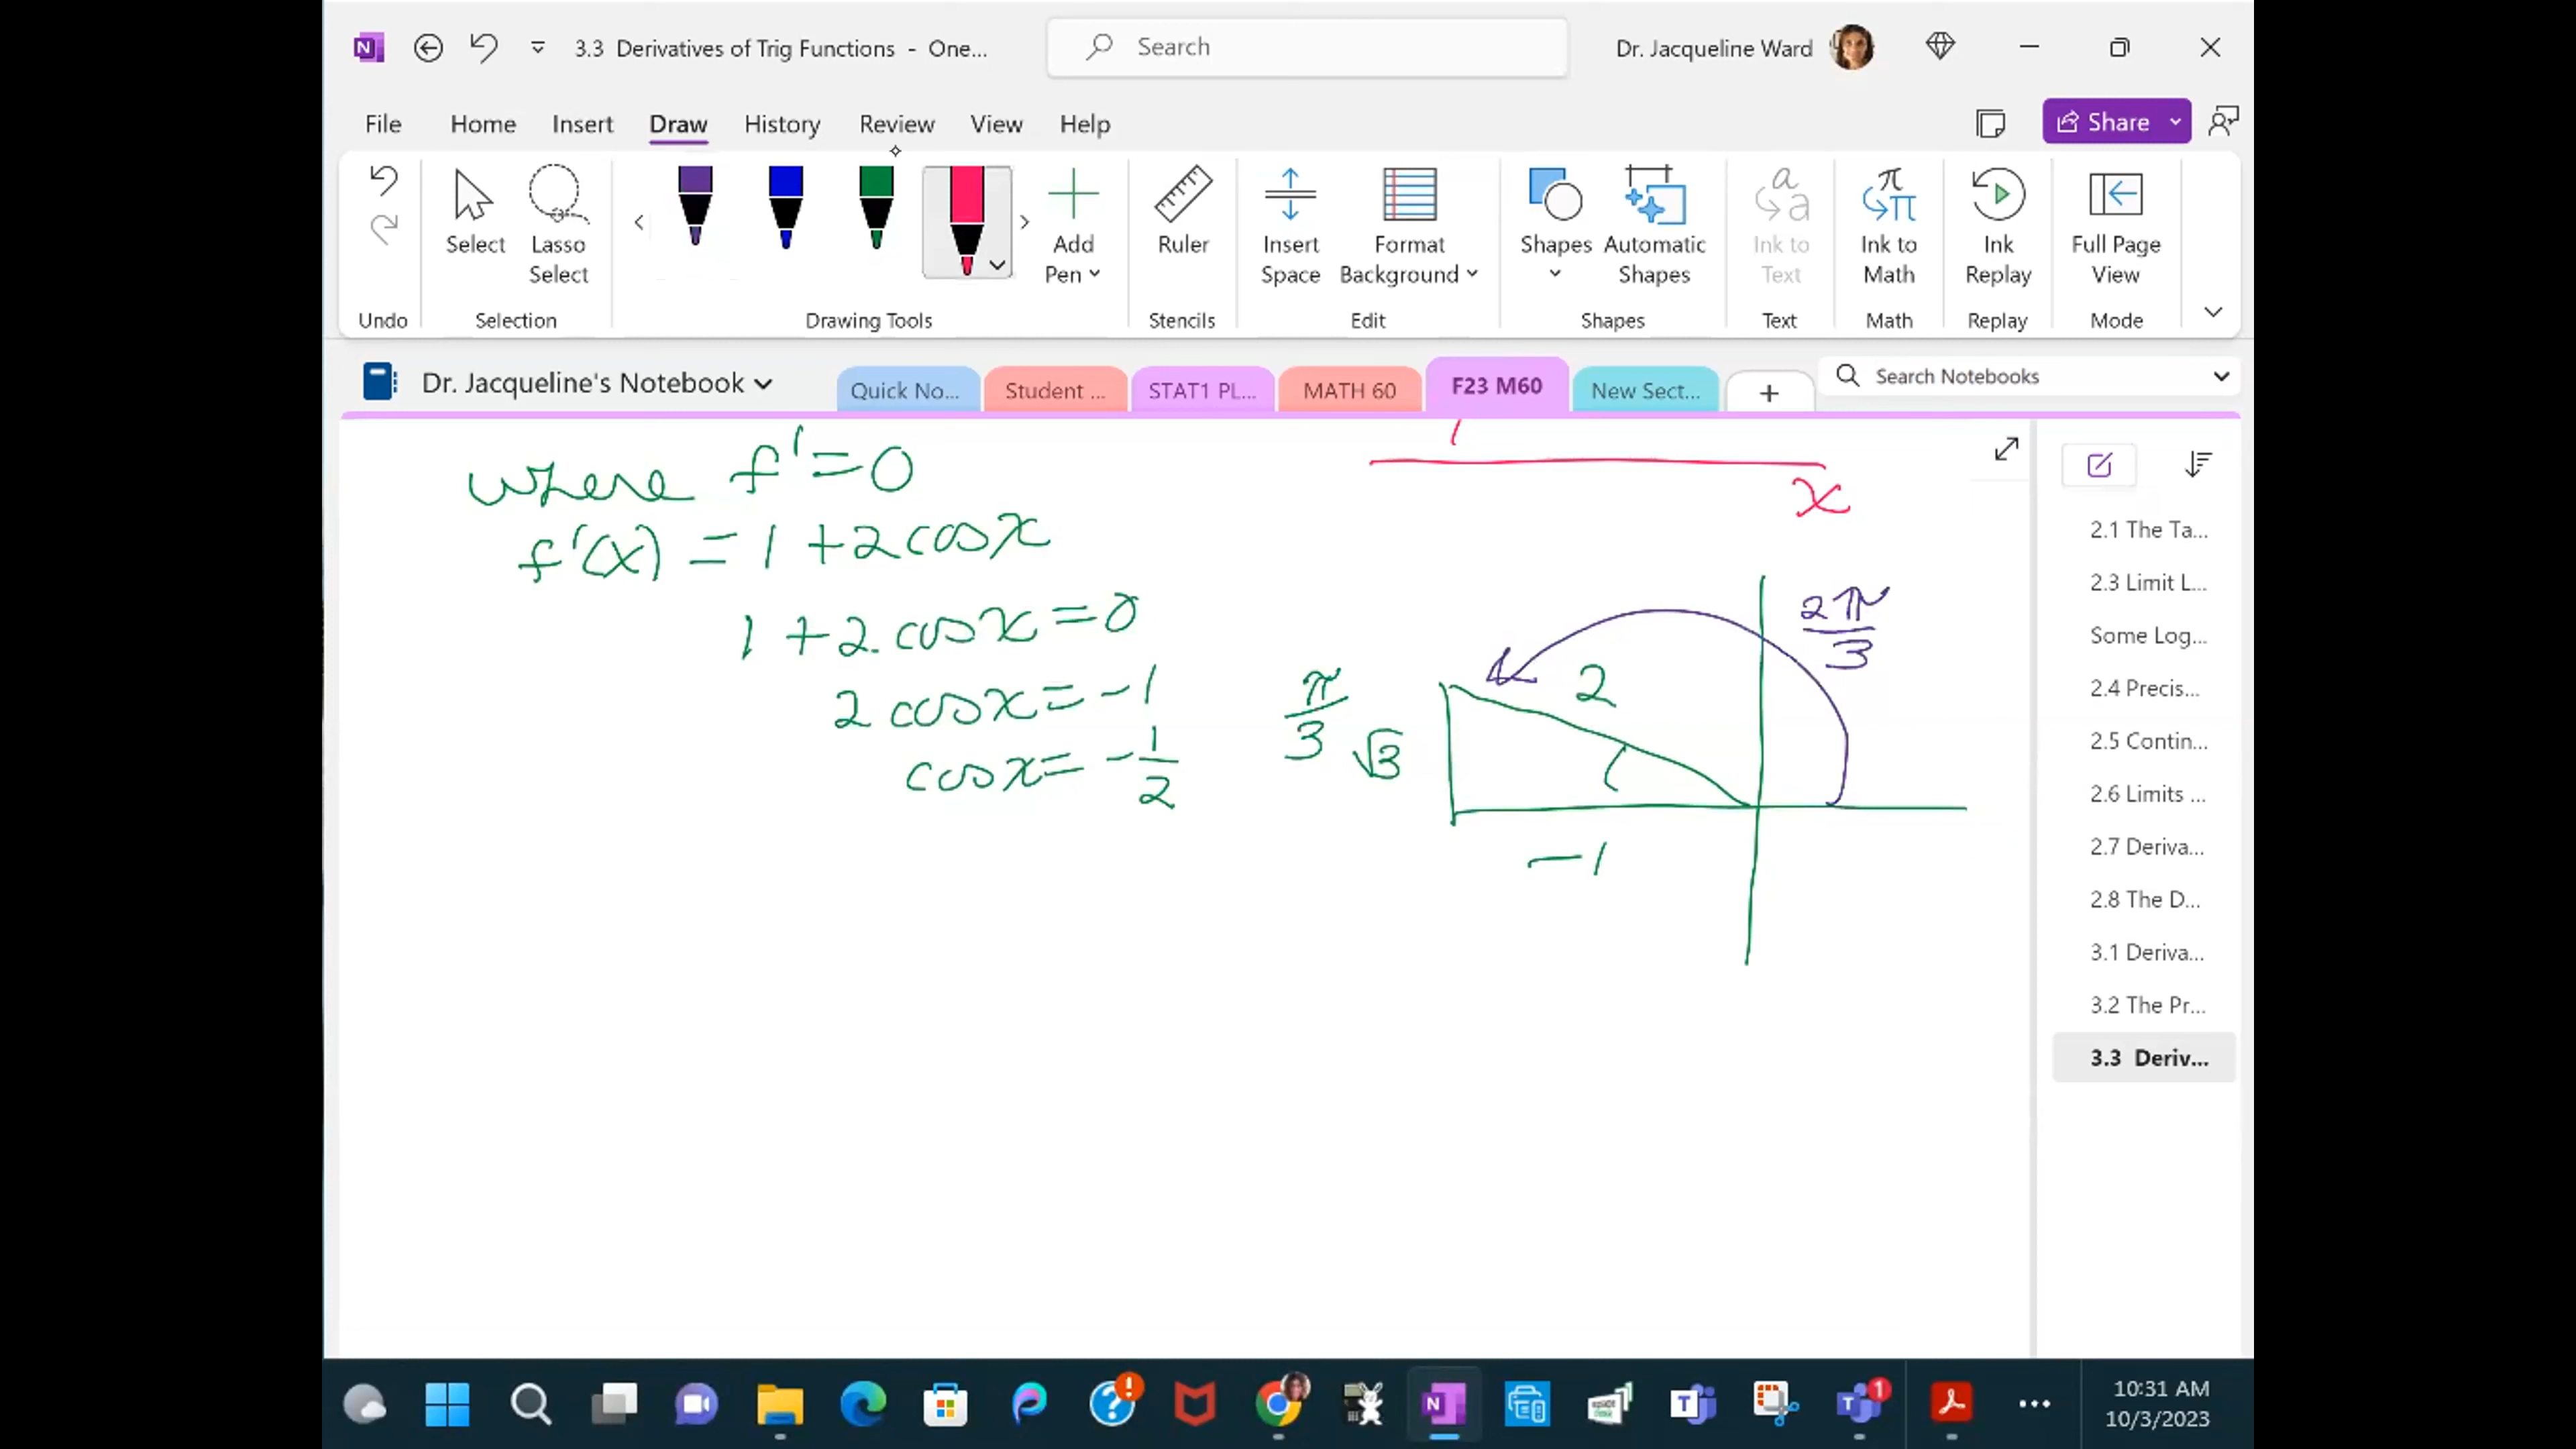 3.3 Derivatives of Trig Functions - One...
Search
Dr. Jacqueline Ward
File Home Insert Draw History Review View Help
Share
Select
Lasso Select
Add Pen
Ruler
Insert Space
Format Background
Shapes
Automatic Shapes
Ink to Text
Ink to Math
Ink Replay
Full Page View
Undo Selection Drawing Tools Stencils Edit Shapes Text Math Replay Mode
Dr. Jacqueline's Notebook
Quick No... Student ... STAT1 PL... MATH 60 F23 M60 New Sect... +
Search Notebooks
where f'=0
f'(x) = 1 + 2 cos x
1 + 2 cos x = 0
2 cos x = -1
cos x = -1/2
x
2π/3
2
π/3
√3
-1
2.1 The Ta...
2.3 Limit L...
Some Log...
2.4 Precis...
2.5 Contin...
2.6 Limits ...
2.7 Deriva...
2.8 The D...
3.1 Deriva...
3.2 The Pr...
3.3 Deriv...
10:31 AM
10/3/2023